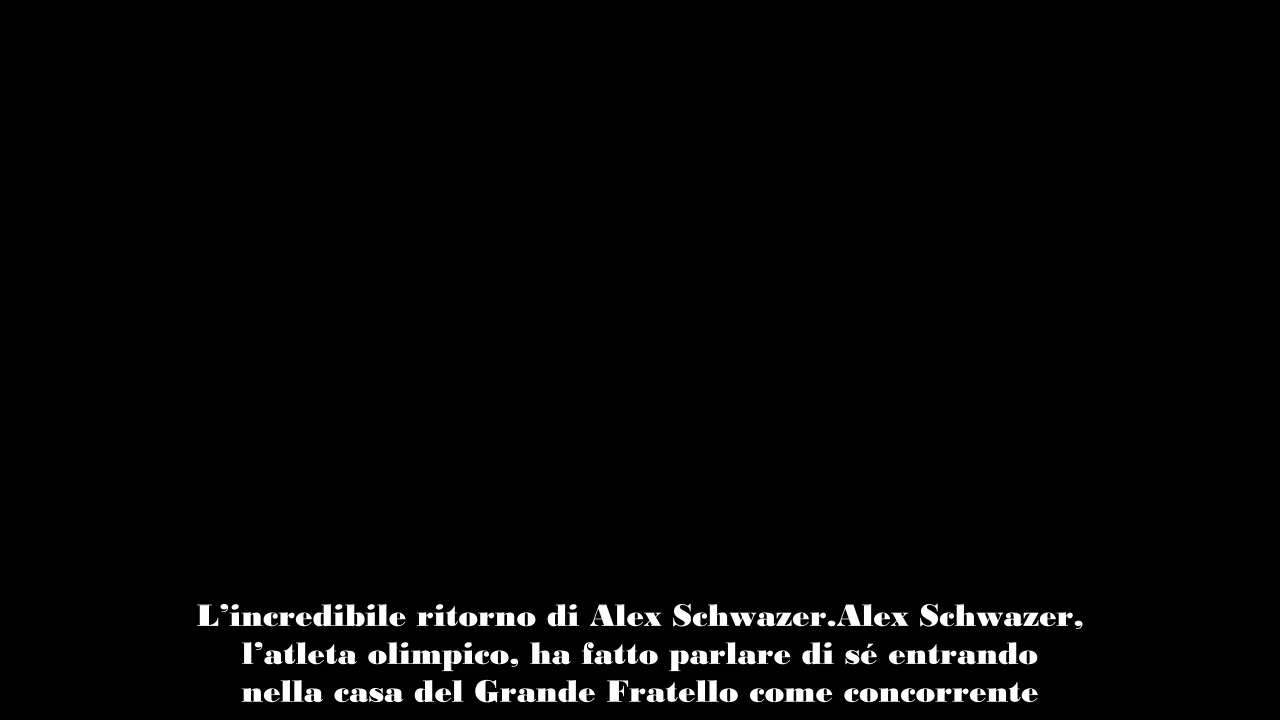 L’incredibile ritorno di Alex Schwazer.Alex Schwazer,
l’atleta olimpico, ha fatto parlare di sé entrando
nella casa del Grande Fratello come concorrente